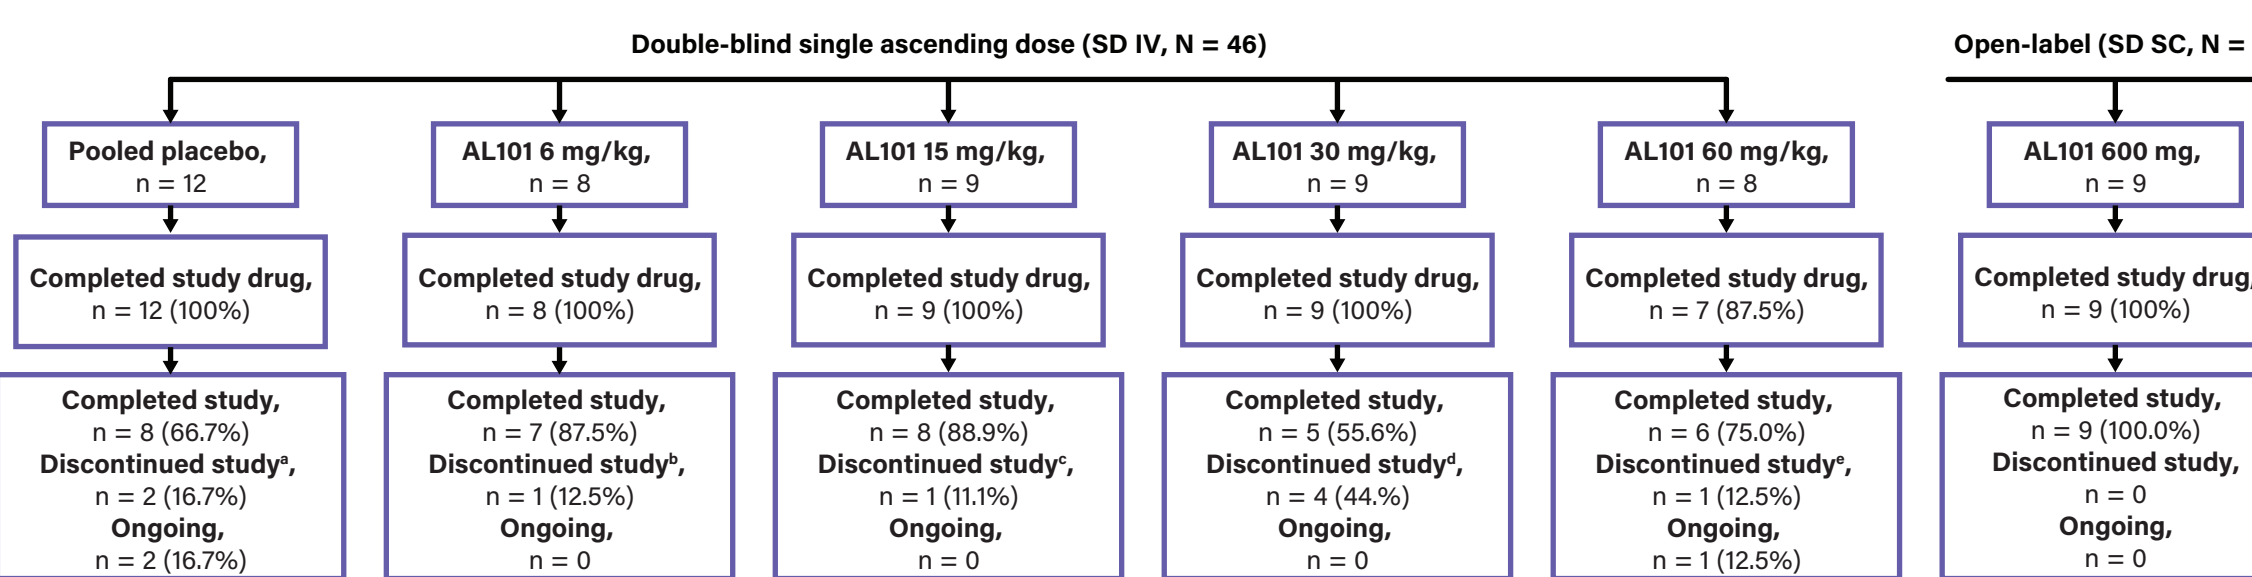 Double-blind single ascending dose (SD IV, N = 46)
Open-label (SD SC, N =
Pooled placebo,
n = 12
AL101 6 mg/kg,
n = 8
AL101 15 mg/kg,
n = 9
AL101 30 mg/kg,
n = 9
AL101 60 mg/kg,
n = 8
AL101 600 mg,
n = 9
Completed study drug,
n = 12 (100%)
Completed study drug,
n = 8 (100%)
Completed study drug,
n = 9 (100%)
Completed study drug,
n = 9 (100%)
Completed study drug,
n = 7 (87.5%)
Completed study drug,
n = 9 (100%)
Completed study,
n = 8 (66.7%)
Discontinued studyᵃ,
n = 2 (16.7%)
Ongoing,
n = 2 (16.7%)
Completed study,
n = 7 (87.5%)
Discontinued studyᵇ,
n = 1 (12.5%)
Ongoing,
n = 0
Completed study,
n = 8 (88.9%)
Discontinued studyᶜ,
n = 1 (11.1%)
Ongoing,
n = 0
Completed study,
n = 5 (55.6%)
Discontinued studyᵈ,
n = 4 (44.%)
Ongoing,
n = 0
Completed study,
n = 6 (75.0%)
Discontinued studyᵉ,
n = 1 (12.5%)
Ongoing,
n = 1 (12.5%)
Completed study,
n = 9 (100.0%)
Discontinued study,
n = 0
Ongoing,
n = 0